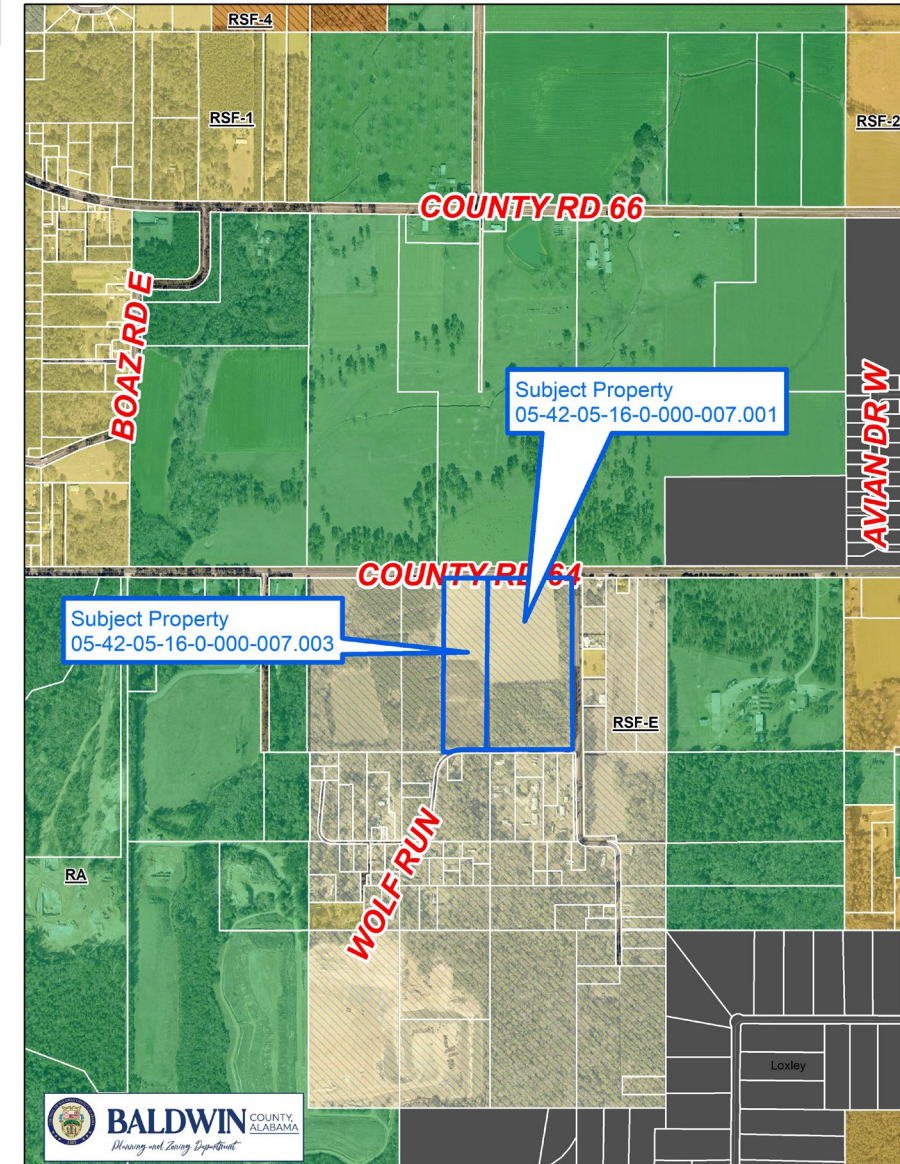 RSF-4
RSF-1
RSF-2
COUNTY RD 66
BOAZ RD E
Subject Property
05-42-05-16-0-000-007.001
AVIAN DR W
COUNTY RD 64
Subject Property
05-42-05-16-0-000-007.003
RSF-E
WOLF RUN
RA
Loxley
BALDWIN COUNTY, ALABAMA
Planning and Zoning Department